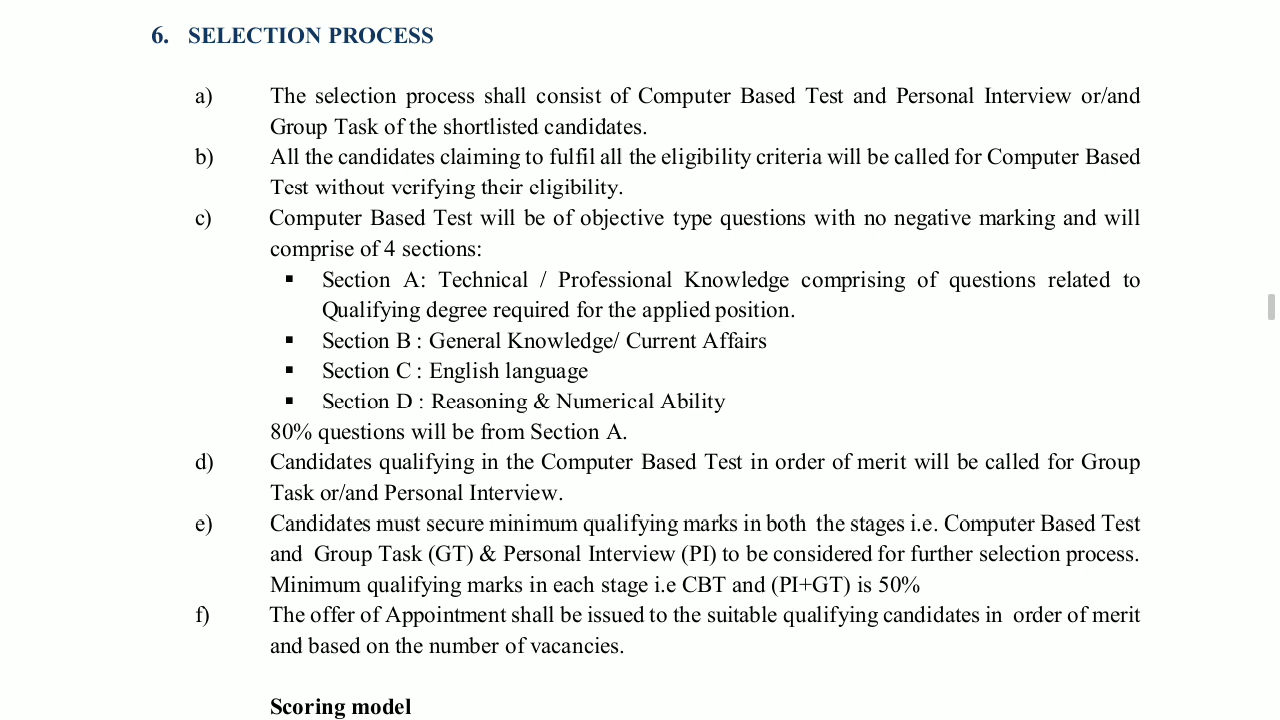 6. SELECTION PROCESS
a) The selection process shall consist of Computer Based Test and Personal Interview or/and
Group Task of the shortlisted candidates.
b) All the candidates claiming to fulfil all the eligibility criteria will be called for Computer Based
Test without verifying their eligibility.
c) Computer Based Test will be of objective type questions with no negative marking and will
comprise of 4 sections:
▪ Section A: Technical / Professional Knowledge comprising of questions related to
Qualifying degree required for the applied position.
▪ Section B : General Knowledge/ Current Affairs
▪ Section C : English language
▪ Section D : Reasoning & Numerical Ability
80% questions will be from Section A.
d) Candidates qualifying in the Computer Based Test in order of merit will be called for Group
Task or/and Personal Interview.
e) Candidates must secure minimum qualifying marks in both the stages i.e. Computer Based Test
and Group Task (GT) & Personal Interview (PI) to be considered for further selection process.
Minimum qualifying marks in each stage i.e CBT and (PI+GT) is 50%
f) The offer of Appointment shall be issued to the suitable qualifying candidates in order of merit
and based on the number of vacancies.
Scoring model